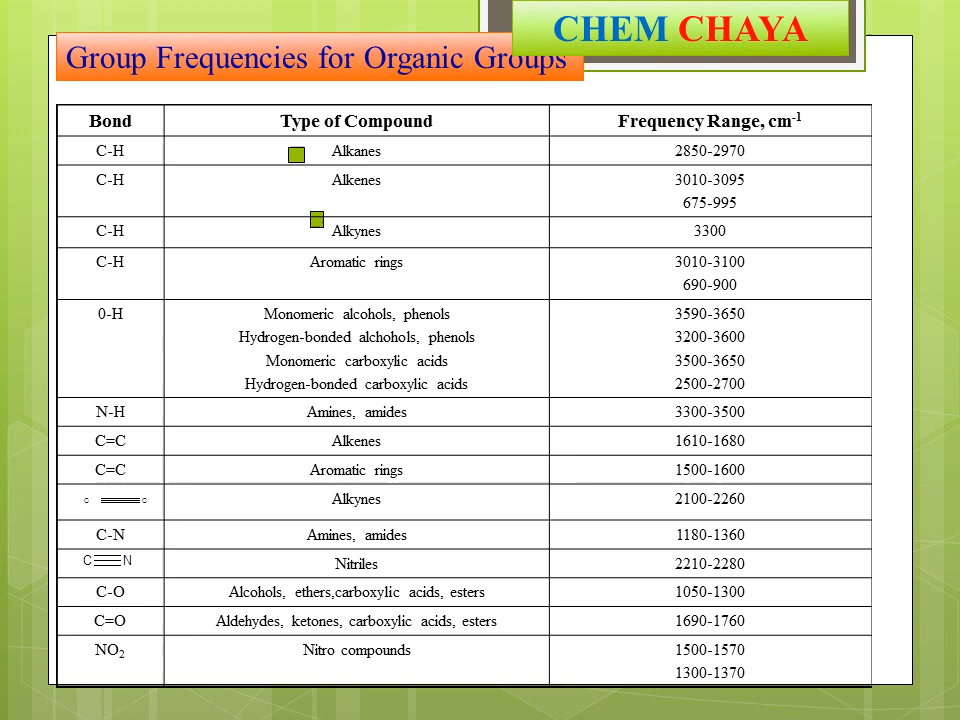 CHEM CHAYA
Group Frequencies for Organic Groups
Bond Type of Compound Frequency Range, cm-1
C-H Alkanes 2850-2970
C-H Alkenes 3010-3095
675-995
C-H Alkynes 3300
C-H Aromatic rings 3010-3100
690-900
0-H Monomeric alcohols, phenols 3590-3650
Hydrogen-bonded alchohols, phenols 3200-3600
Monomeric carboxylic acids 3500-3650
Hydrogen-bonded carboxylic acids 2500-2700
N-H Amines, amides 3300-3500
C=C Alkenes 1610-1680
C=C Aromatic rings 1500-1600
C≡C Alkynes 2100-2260
C-N Amines, amides 1180-1360
C≡N Nitriles 2210-2280
C-O Alcohols, ethers,carboxylic acids, esters 1050-1300
C=O Aldehydes, ketones, carboxylic acids, esters 1690-1760
NO2 Nitro compounds 1500-1570
1300-1370